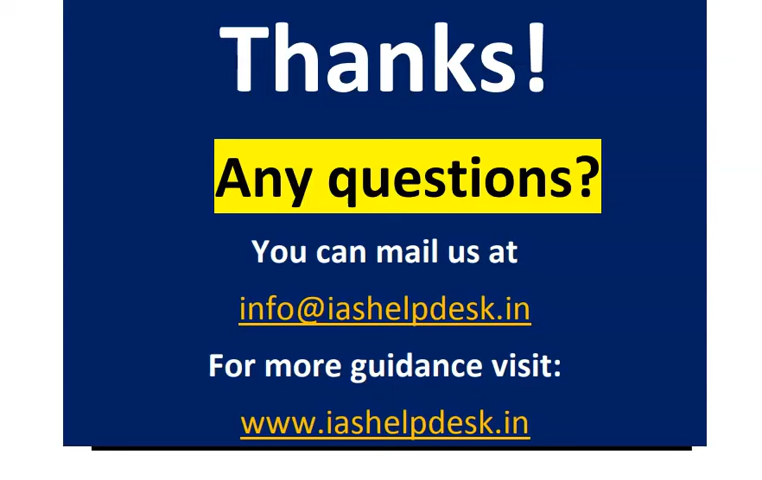 Thanks!
Any questions?
You can mail us at
info@iashelpdesk.in
For more guidance visit:
www.iashelpdesk.in